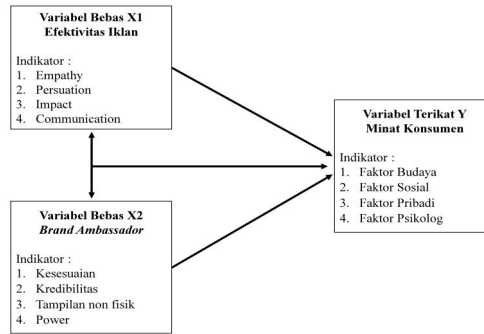 Variabel Bebas X1
Efektivitas Iklan
Indikator :
1. Empathy
2. Persuation
3. Impact
4. Communication
Variabel Terikat Y
Minat Konsumen
Indikator :
1. Faktor Budaya
2. Faktor Sosial
3. Faktor Pribadi
4. Faktor Psikolog
Variabel Bebas X2
Brand Ambassador
Indikator :
1. Kesesuaian
2. Kredibilitas
3. Tampilan non fisik
4. Power